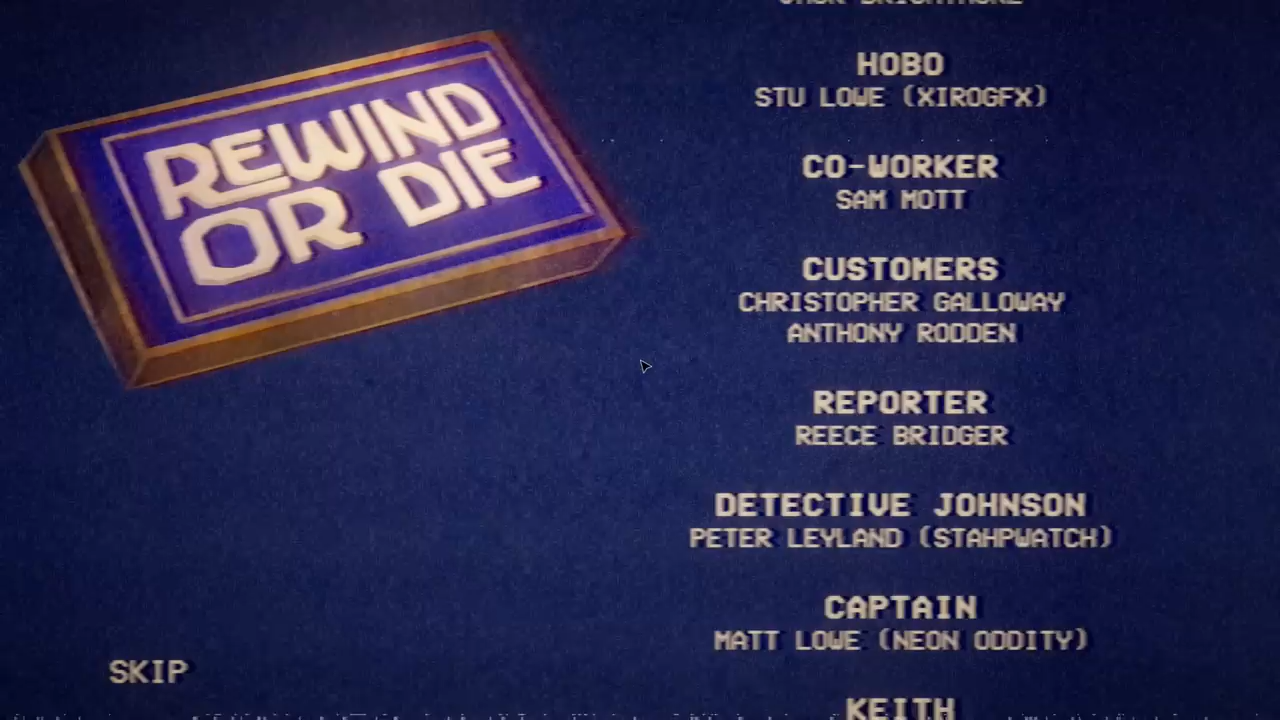 REWIND
OR DIE
HOBO
STU LOWE (XIROGFX)
CO-WORKER
SAM MOTT
CUSTOMERS
CHRISTOPHER GALLOWAY
ANTHONY RODDEN
REPORTER
REECE BRIDGER
DETECTIVE JOHNSON
PETER LEYLAND (STAHPWATCH)
CAPTAIN
MATT LOWE (NEON ODDITY)
KEITH
SKIP